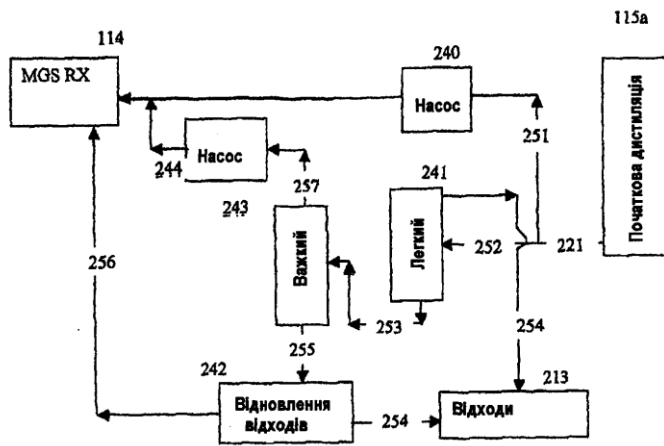 115a
114
240
MGS RX
Насос
251
Насос
244
241
243
257
Початкова дистиляція
Важкий
Легкий
252
221
256
253
254
255
242
213
Відновлення
відходів
254
Відходи